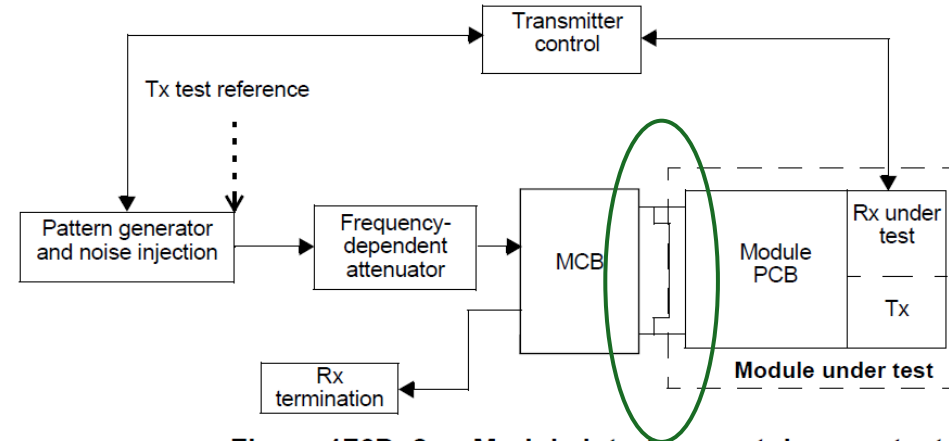 Transmitter
control
Tx test reference
Pattern generator
and noise injection
Frequency-
dependent
attenuator
MCB
Module
PCB
Rx under
test
Tx
Rx
termination
Module under test